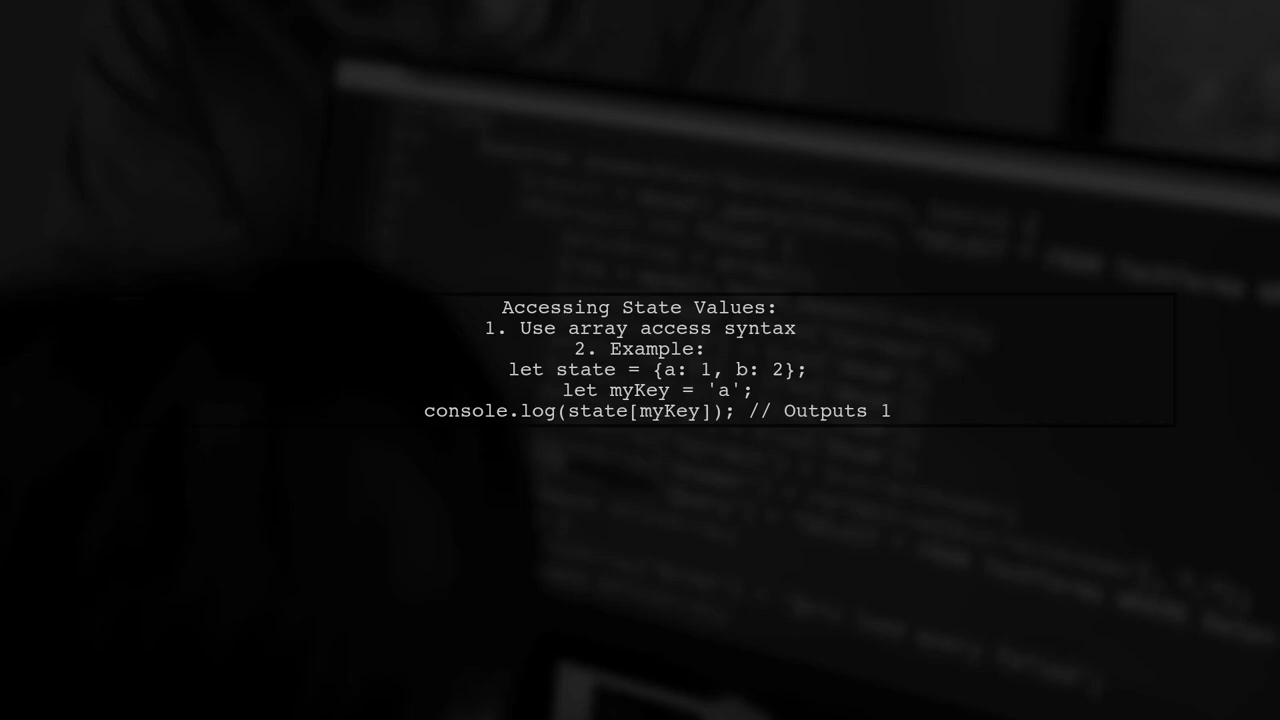 Accessing State Values:
1. Use array access syntax
2. Example:
let state = {a: 1, b: 2};
let myKey = 'a';
console.log(state[myKey]); // Outputs 1